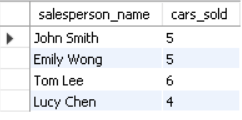 salesperson_name cars_sold
John Smith 5
Emily Wong 5
Tom Lee 6
Lucy Chen 4